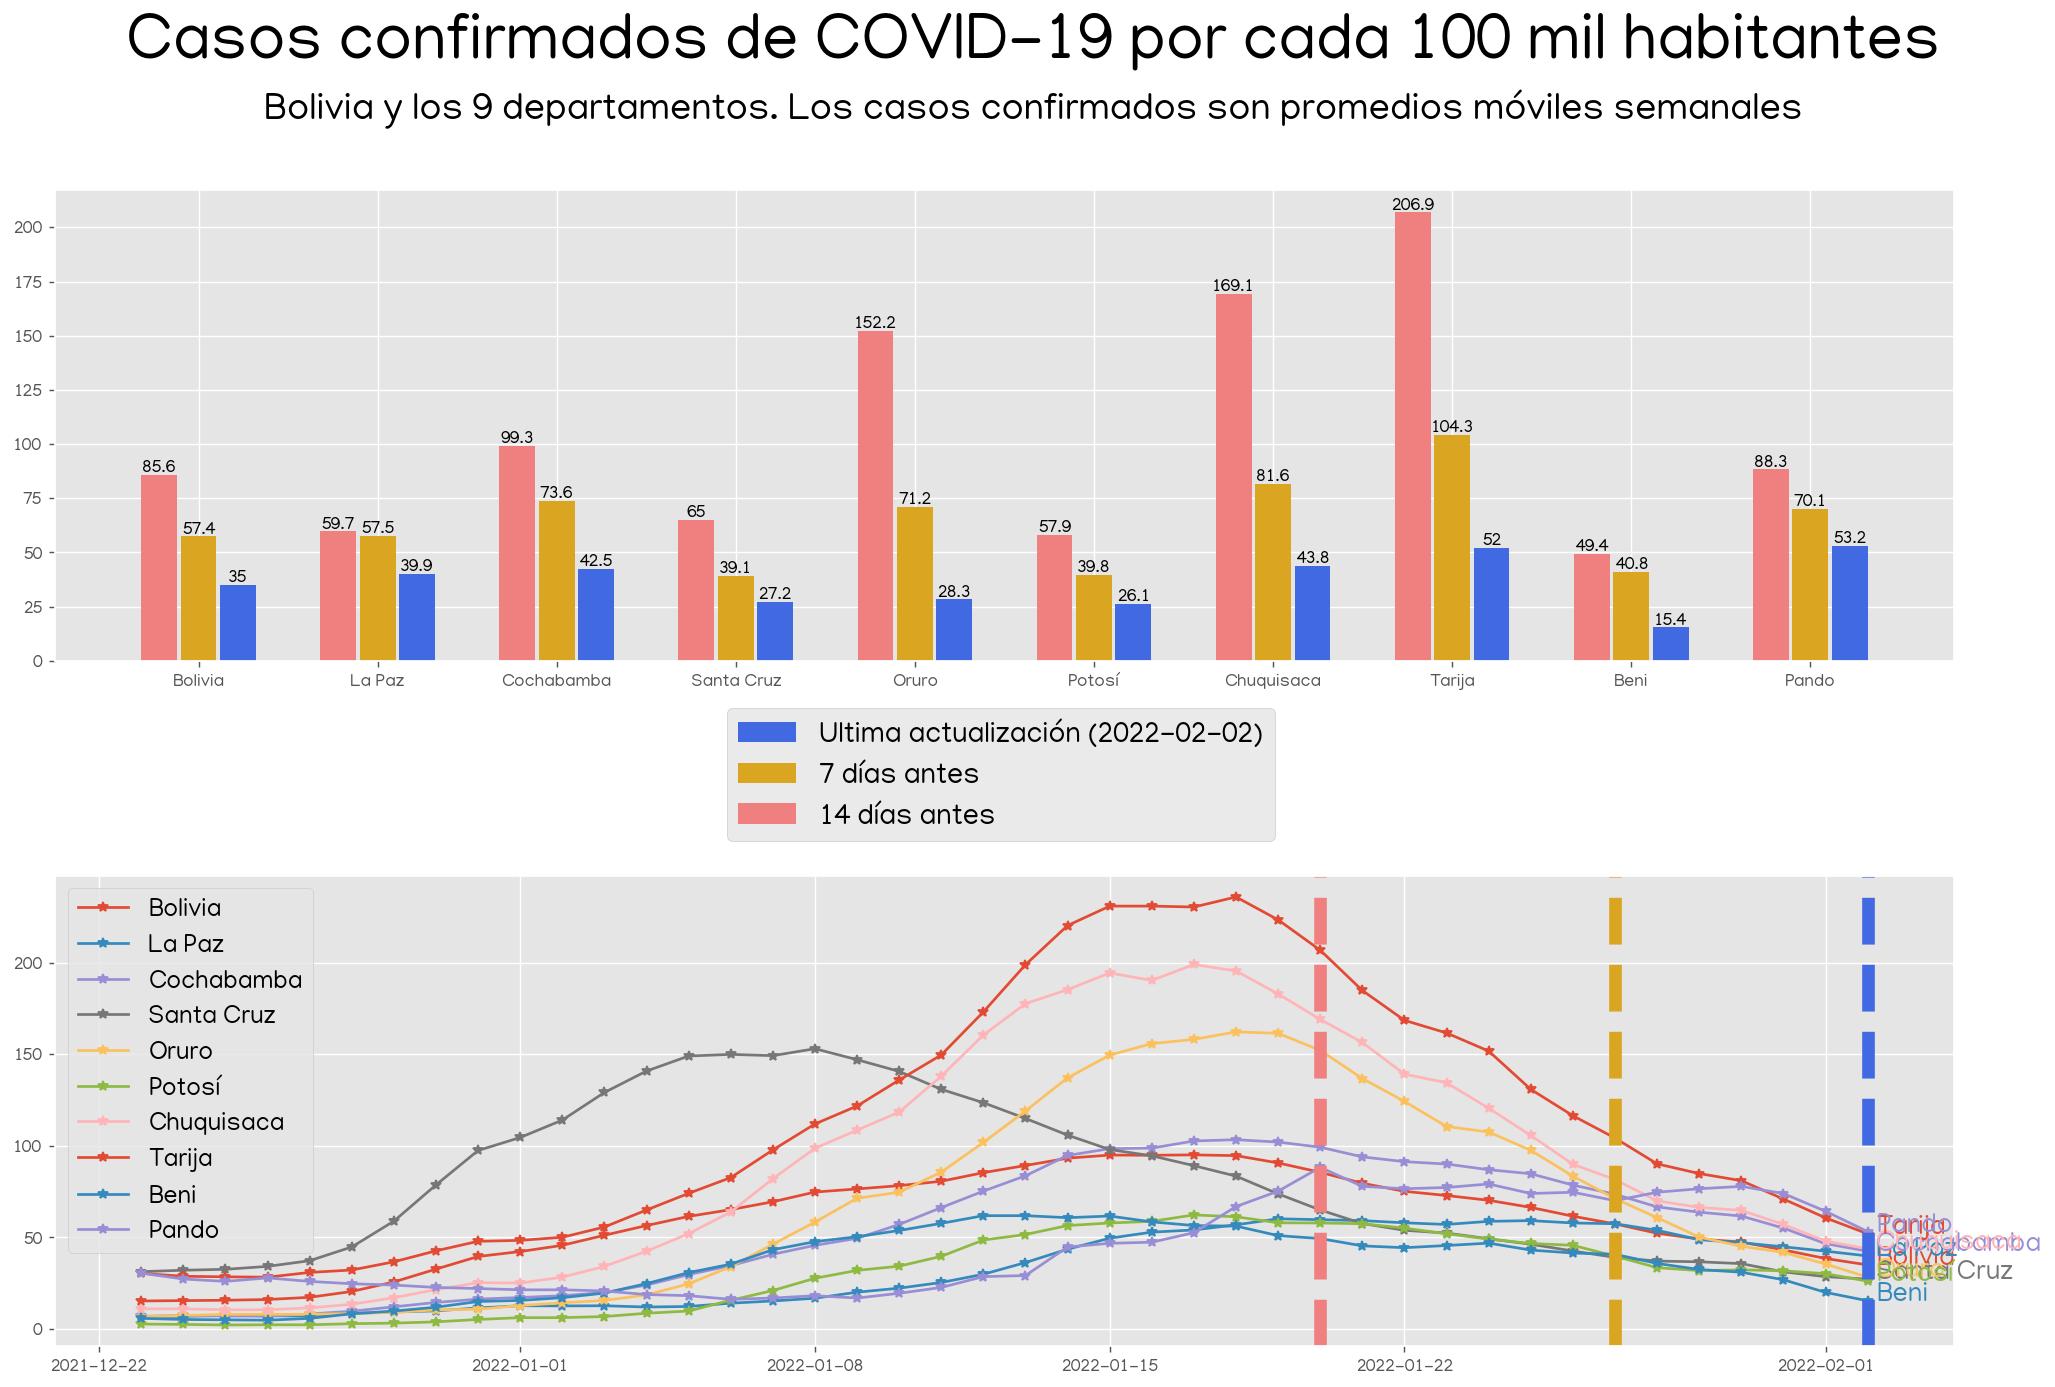 Casos confirmados de COVID-19 por cada 100 mil habitantes
Bolivia y los 9 departamentos. Los casos confirmados son promedios móviles semanales
200
175
150
125
100
75
50
25
0
85.6 57.4 35
59.7 57.5 39.9
99.3 73.6 42.5
65 39.1 27.2
152.2 71.2 28.3
57.9 39.8 26.1
169.1 81.6 43.8
206.9 104.3 52
49.4 40.8 15.4
88.3 70.1 53.2
Bolivia La Paz Cochabamba Santa Cruz Oruro Potosí Chuquisaca Tarija Beni Pando
Ultima actualización (2022-02-02)
7 días antes
14 días antes
200
150
100
50
0
Bolivia
La Paz
Cochabamba
Santa Cruz
Oruro
Potosí
Chuquisaca
Tarija
Beni
Pando
Pando
Tarija
Cochabamba
Bolivia
Santa Cruz
Potosí
Beni
2021-12-22 2022-01-01 2022-01-08 2022-01-15 2022-01-22 2022-02-01